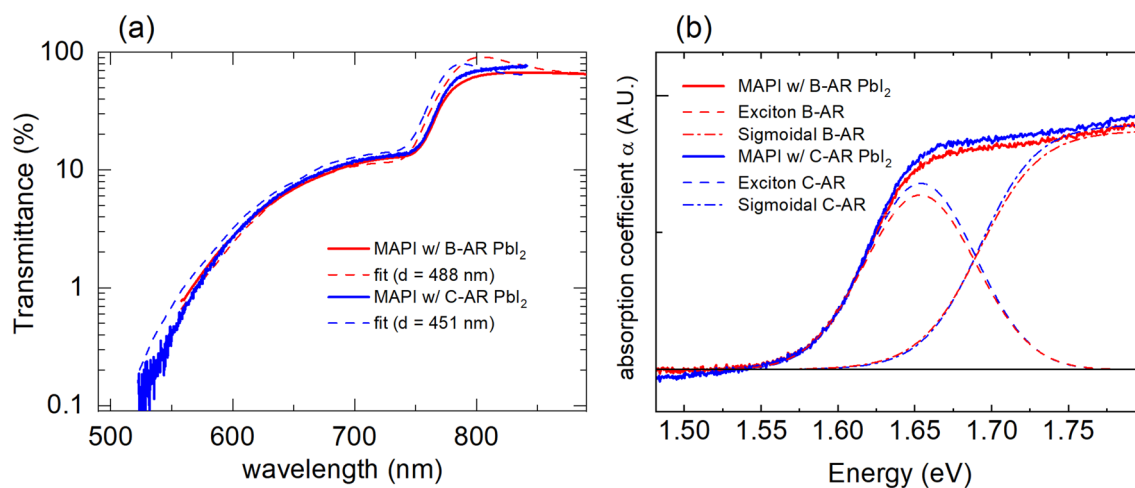 (a)
100
10
1
0.1
Transmittance (%)
500
600
700
800
wavelength (nm)
MAPI w/ B-AR PbI₂
fit (d = 488 nm)
MAPI w/ C-AR PbI₂
fit (d = 451 nm)
(b)
absorption coefficient α (A.U.)
MAPI w/ B-AR PbI₂
Exciton B-AR
Sigmoidal B-AR
MAPI w/ C-AR PbI₂
Exciton C-AR
Sigmoidal C-AR
1.50
1.55
1.60
1.65
1.70
1.75
Energy (eV)